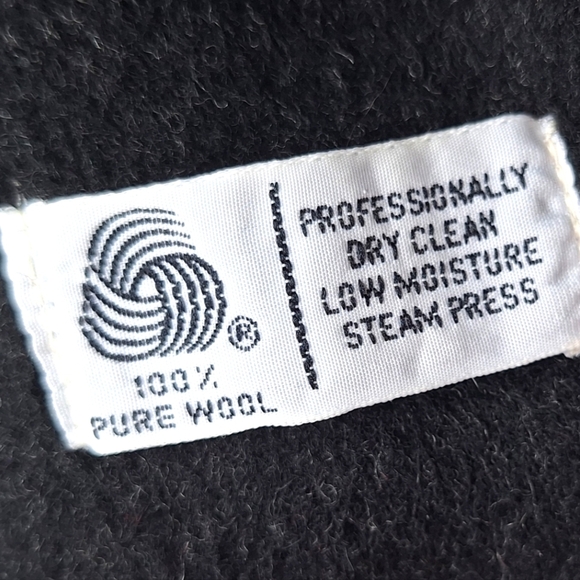 ®
100%
PURE WOOL
PROFESSIONALLY
DRY CLEAN
LOW MOISTURE
STEAM PRESS